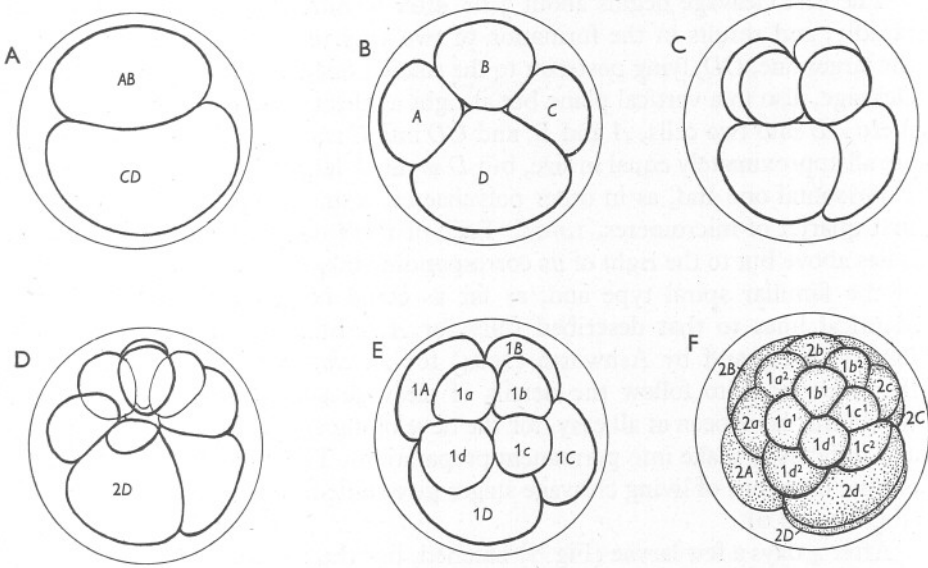 A
AB
CD
B
B
A
C
D
C
D
2D
E
1B
1A
1a
1b
1d
1c
1C
1D
F
2b
2B
1a²
1b²
1b¹
2c
2a
1a¹
1c¹
2C
1d¹
2A
1d²
1c²
2d
2D